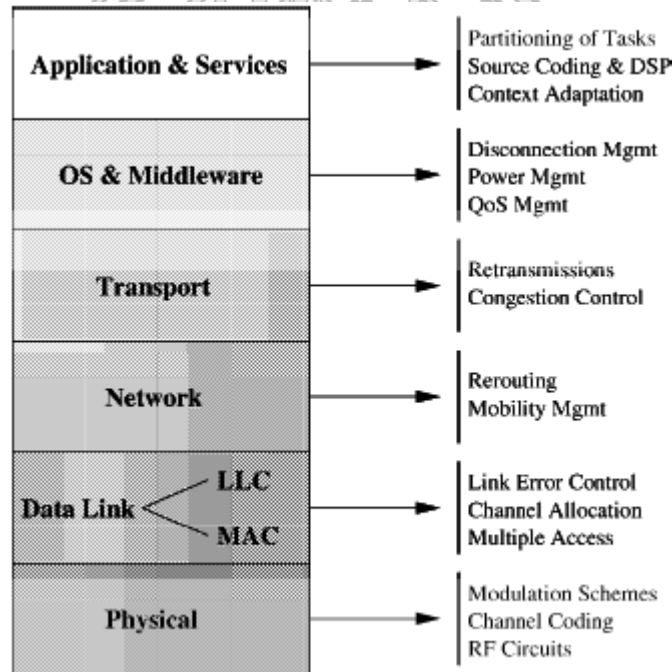 Application & Services
Partitioning of Tasks
Source Coding & DSP
Context Adaptation
OS & Middleware
Disconnection Mgmt
Power Mgmt
QoS Mgmt
Transport
Retransmissions
Congestion Control
Network
Rerouting
Mobility Mgmt
Data Link
LLC
MAC
Link Error Control
Channel Allocation
Multiple Access
Physical
Modulation Schemes
Channel Coding
RF Circuits